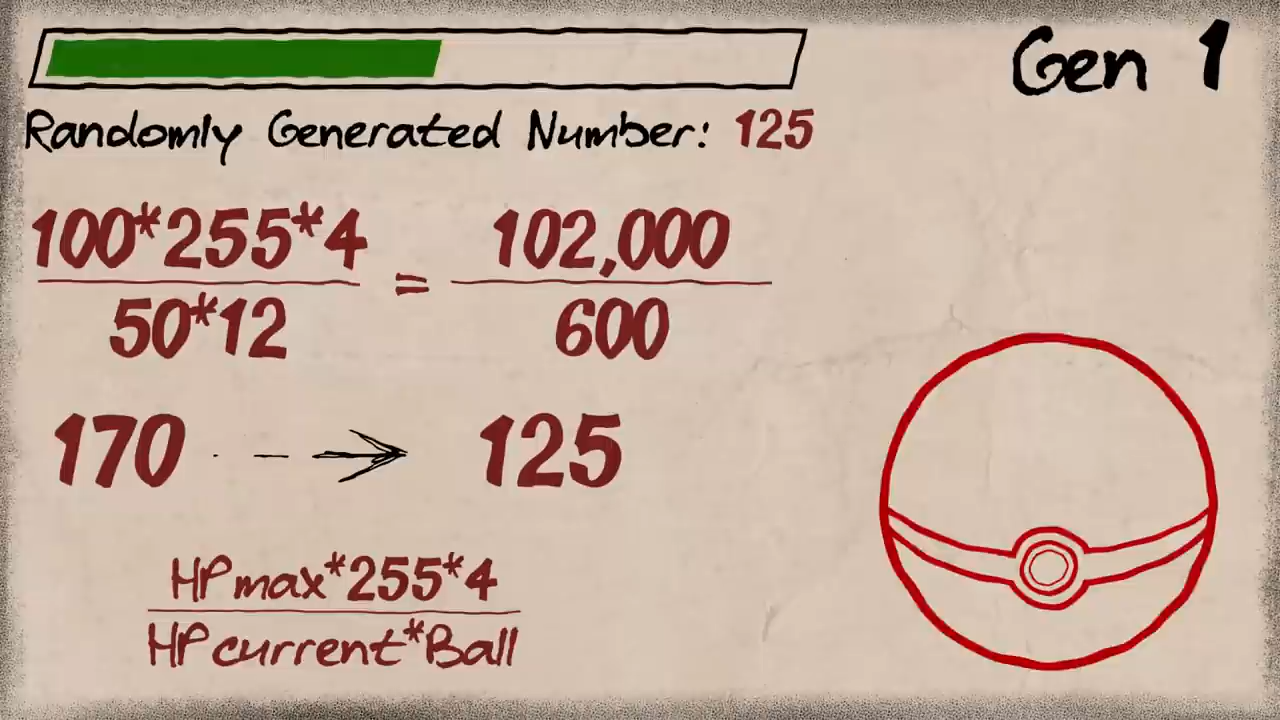 Gen 1
Randomly Generated Number: 125
100*255*4
50*12
=
102,000
600
170
125
HPmax*255*4
HPcurrent*Ball